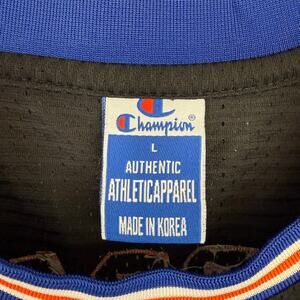 Champion
L
AUTHENTIC
ATHLETICAPPAREL
MADE IN KOREA